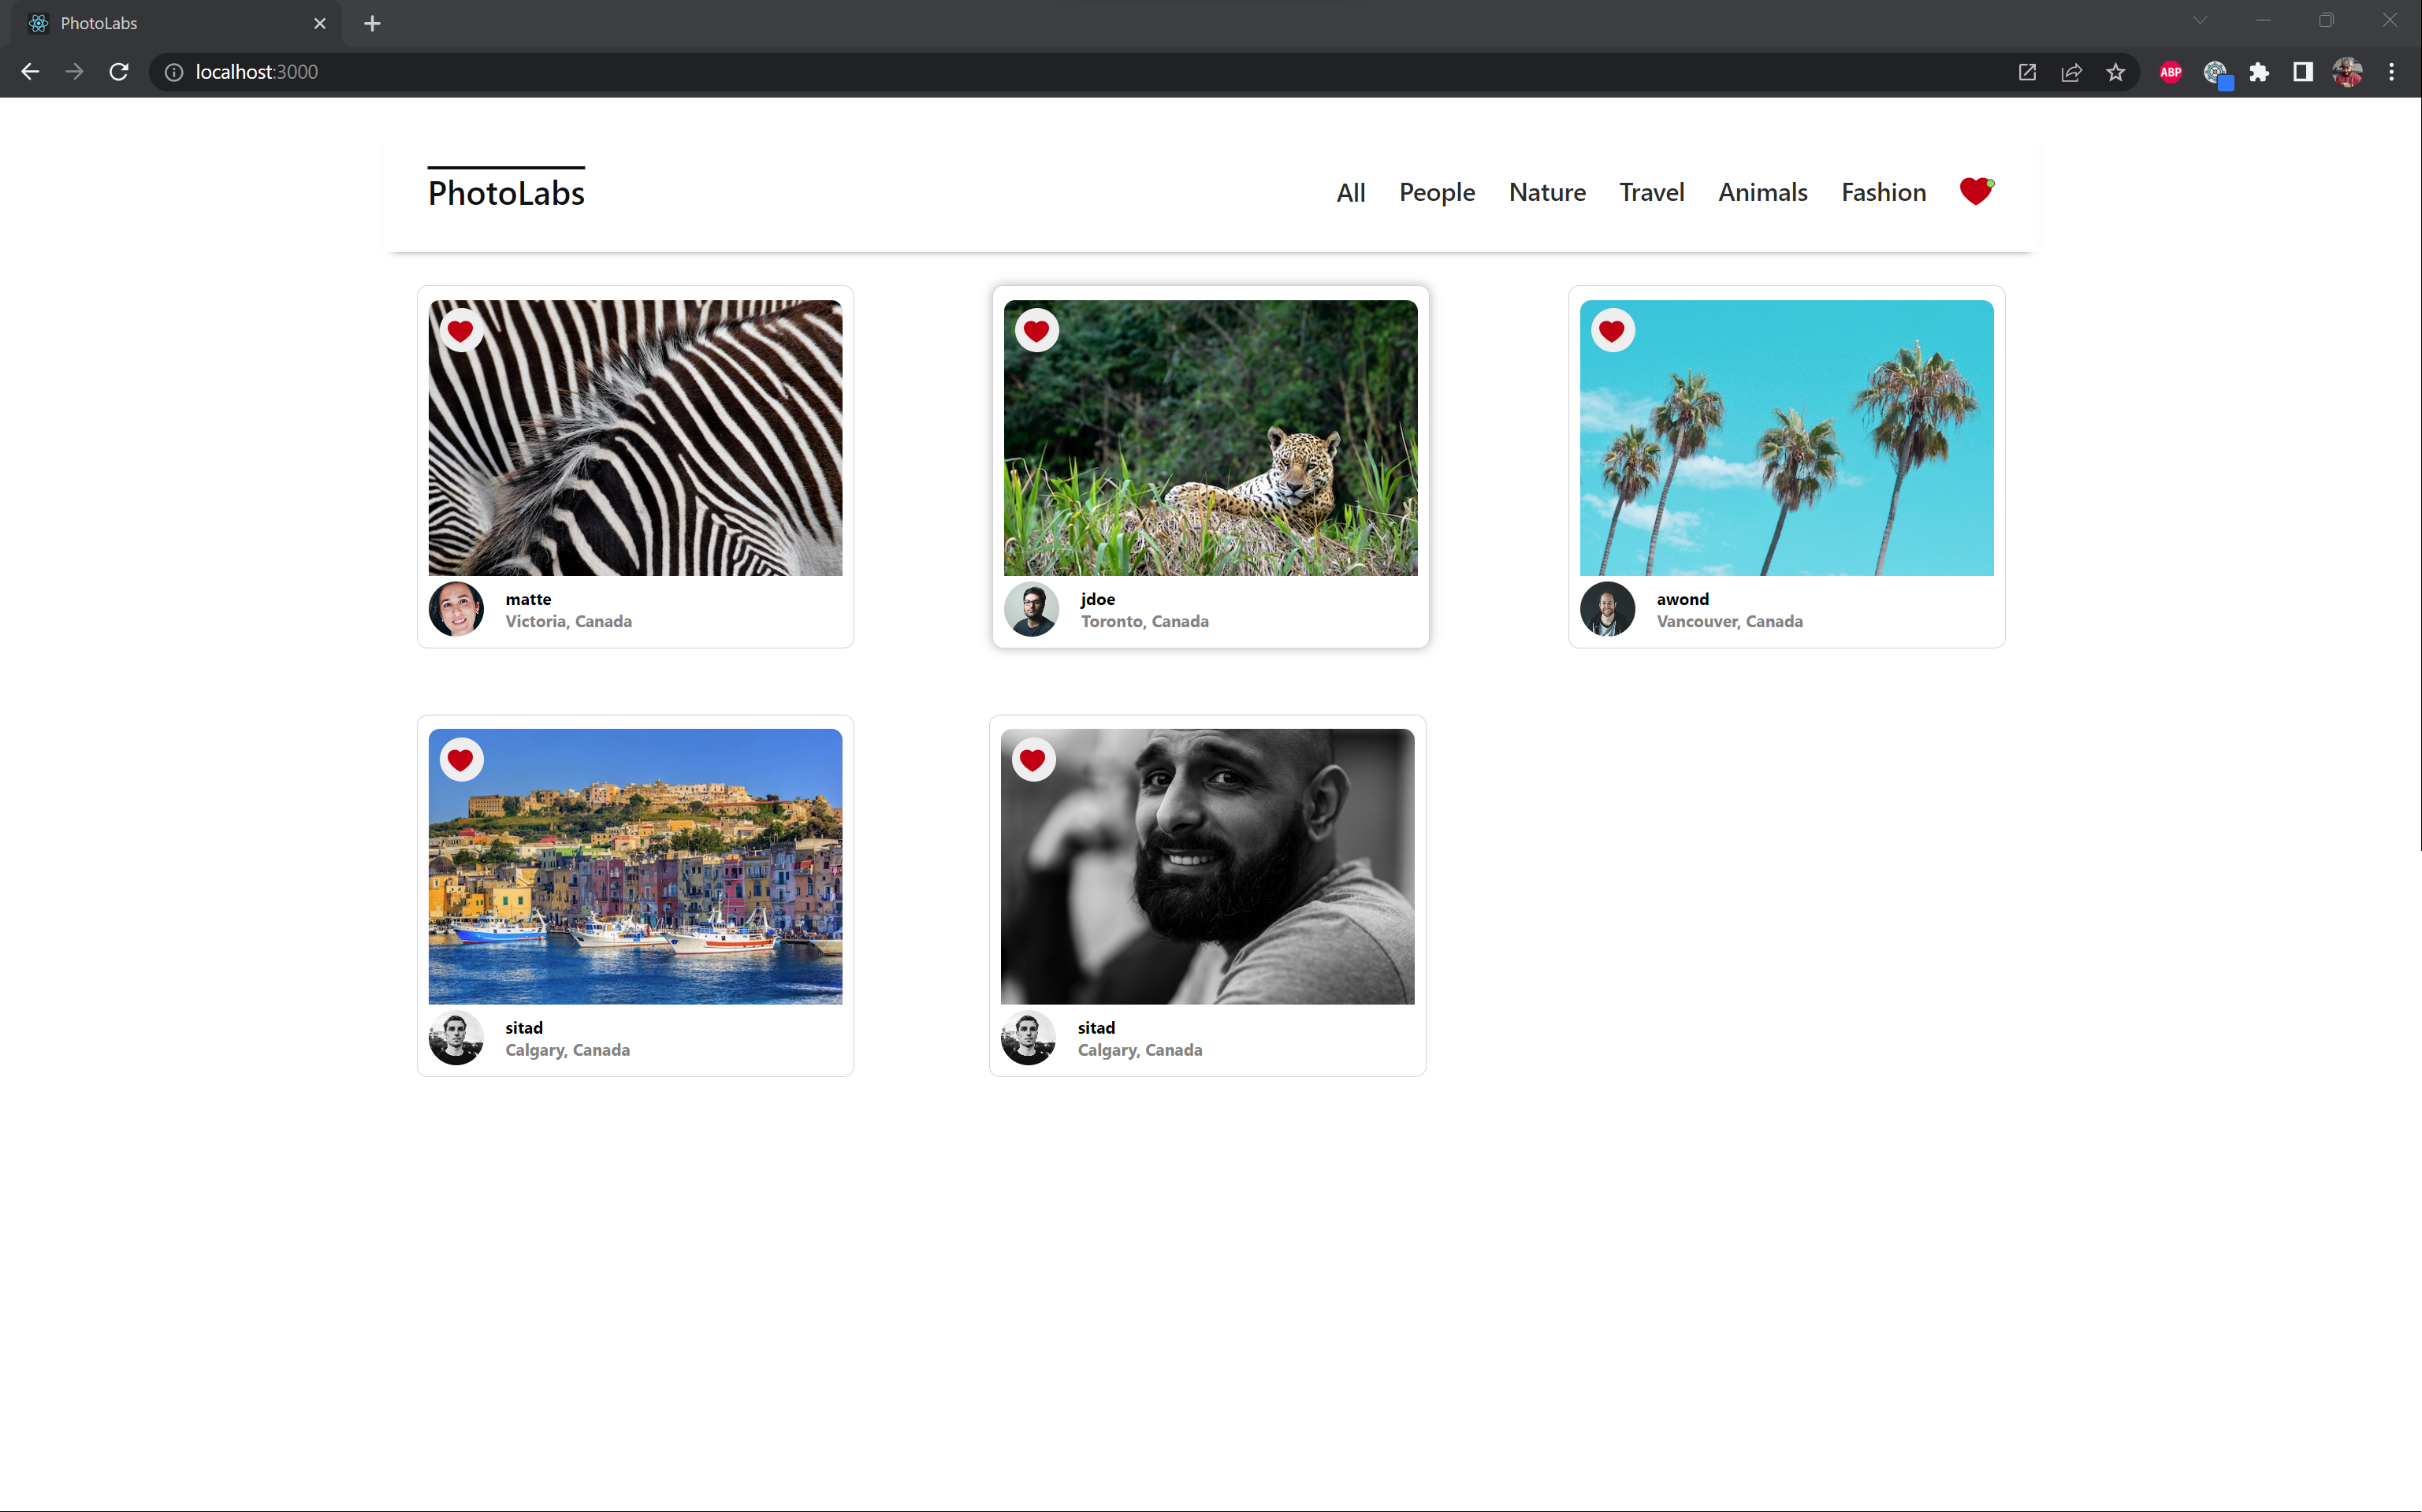 PhotoLabs
localhost:3000
ABP
PhotoLabs
All People Nature Travel Animals Fashion
matte
Victoria, Canada
jdoe
Toronto, Canada
awond
Vancouver, Canada
sitad
Calgary, Canada
sitad
Calgary, Canada